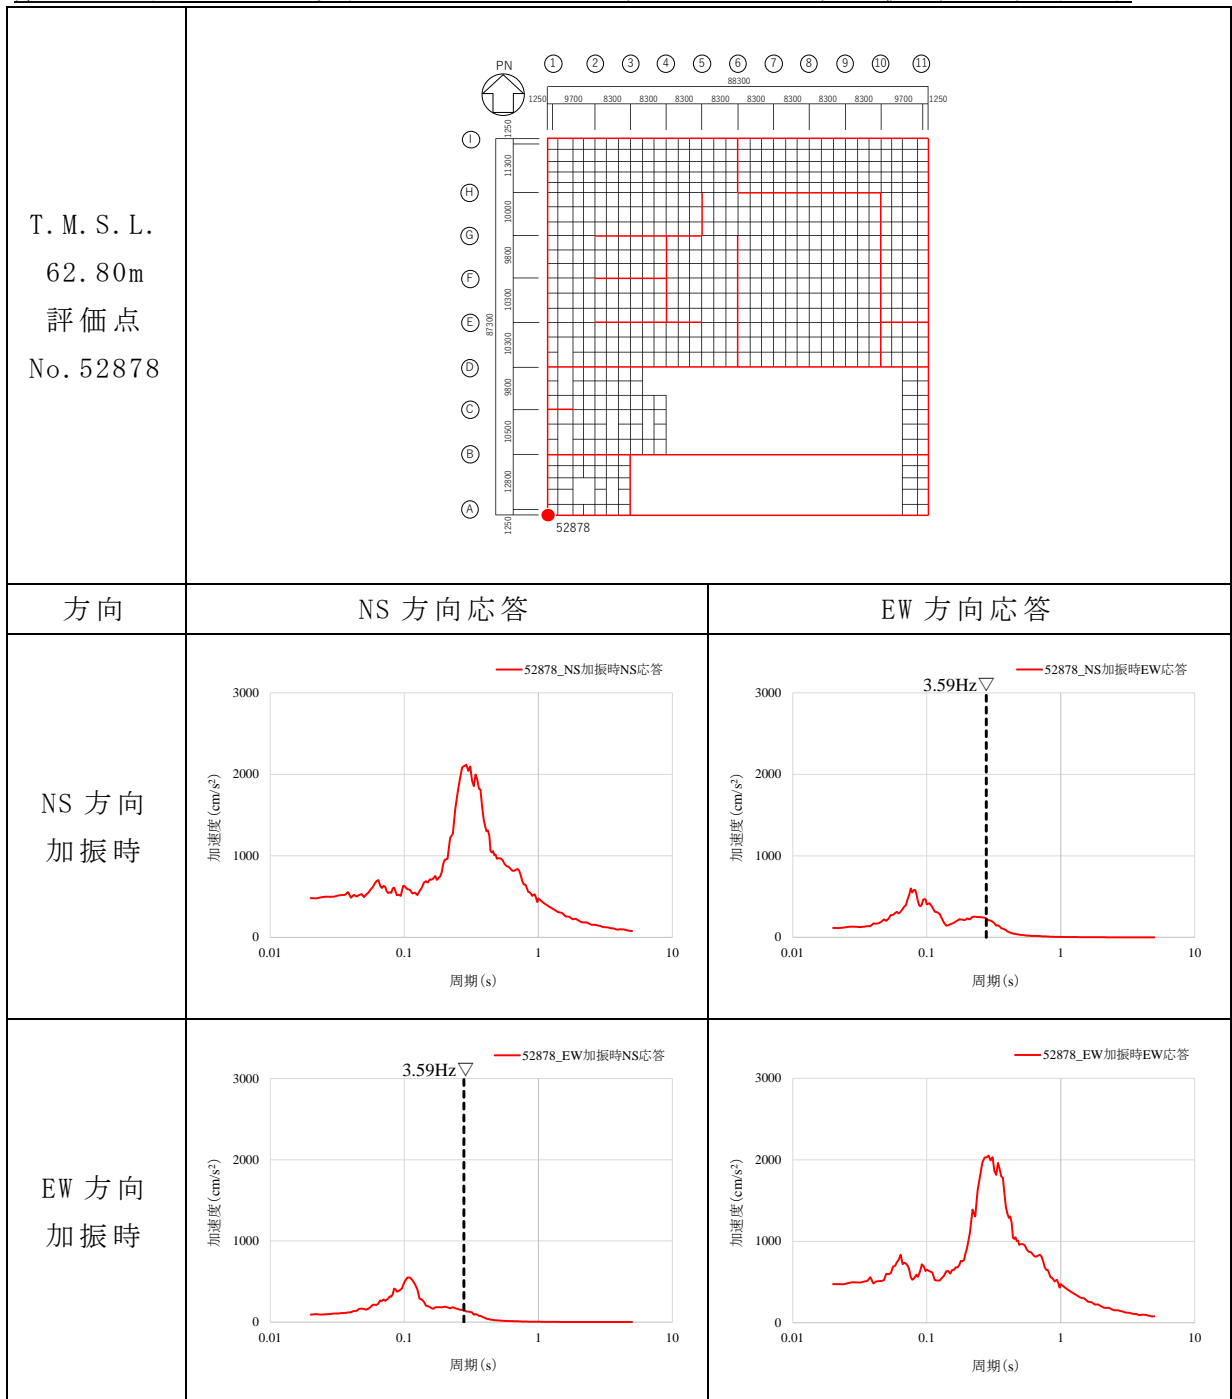 T.M.S.L.
62.80m
評価点
No.52878
PN
1 2 3 4 5 6 7 8 9 10 11
88300
1250 9700 8300 8300 8300 8300 8300 8300 8300 8300 9700 1250
I
H
G
F
E
D
C
B
A
1250
11300
10000
9800
10300
10300
9800
10500
12800
1250
87300
52878
方向
NS 方向応答
EW 方向応答
NS 方向
加振時
52878_NS加振時NS応答
3000
2000
1000
0
0.01 0.1 1 10
加速度(cm/s²)
周期(s)
52878_NS加振時EW応答
3.59Hz▽
3000
2000
1000
0
0.01 0.1 1 10
加速度(cm/s²)
周期(s)
EW 方向
加振時
52878_EW加振時NS応答
3.59Hz▽
3000
2000
1000
0
0.01 0.1 1 10
加速度(cm/s²)
周期(s)
52878_EW加振時EW応答
3000
2000
1000
0
0.01 0.1 1 10
加速度(cm/s²)
周期(s)